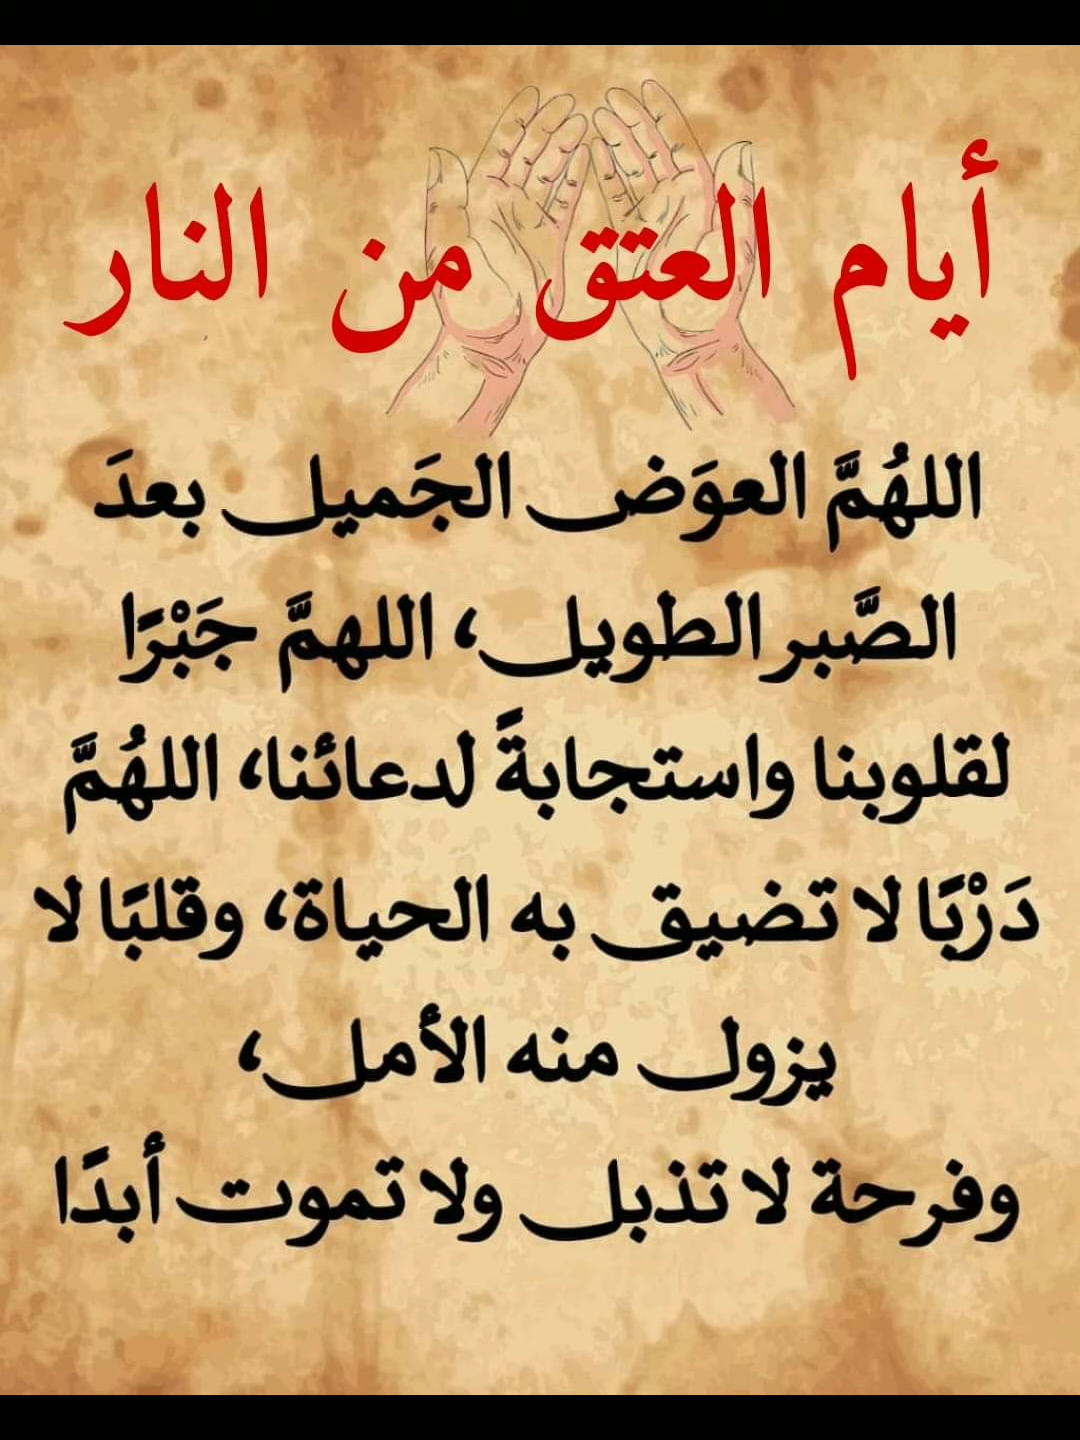 أيام العتق من النار
اللهُمَّ العوَض الجَميل بعدَ
الصَّبر الطويل، اللهمَّ جَبْرًا
لقلوبنا واستجابةً لدعائنا، اللهُمَّ
دَرْبًا لا تضيق به الحياة، وقلبًا لا
يزول منه الأمل،
وفرحة لا تذبل ولا تموت أبدًا